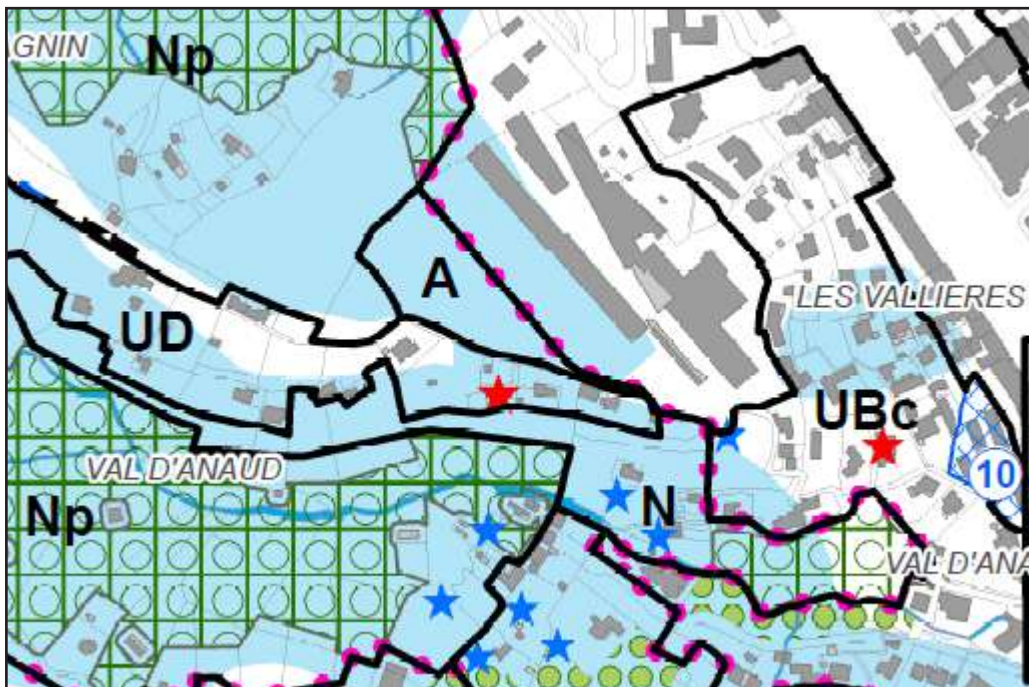 GNIN
Np
A
LES VALLIERES
UD
UBc
VAL D'ANAUD
10
Np
N
VAL D'ANA